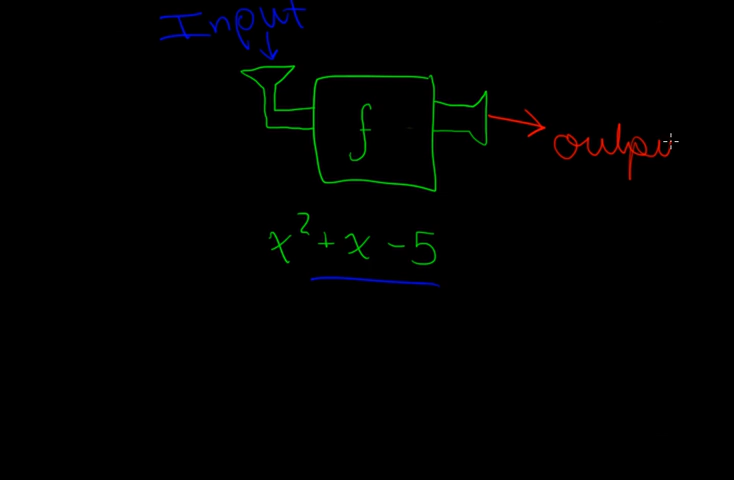 Input
f
outpu
x² + x - 5